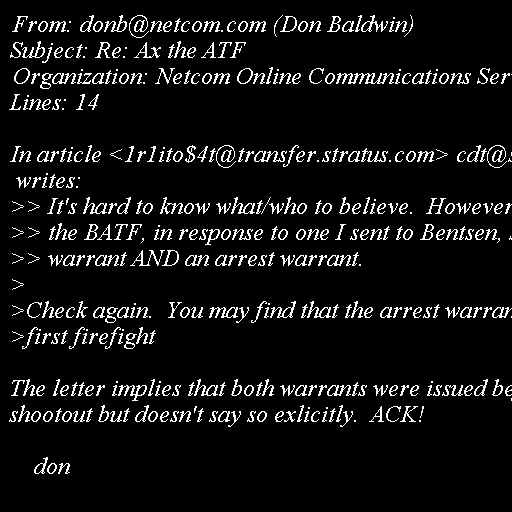 From: donb@netcom.com (Don Baldwin)
Subject: Re: Ax the ATF
Organization: Netcom Online Communications Ser
Lines: 14
In article <1r1ito$4t@transfer.stratus.com> cdt@
writes:
>> It's hard to know what/who to believe.  However
>> the BATF, in response to one I sent to Bentsen,
>> warrant AND an arrest warrant.
>
>Check again.  You may find that the arrest warran
>first firefight
The letter implies that both warrants were issued be
shootout but doesn't say so exlicitly.  ACK!
don